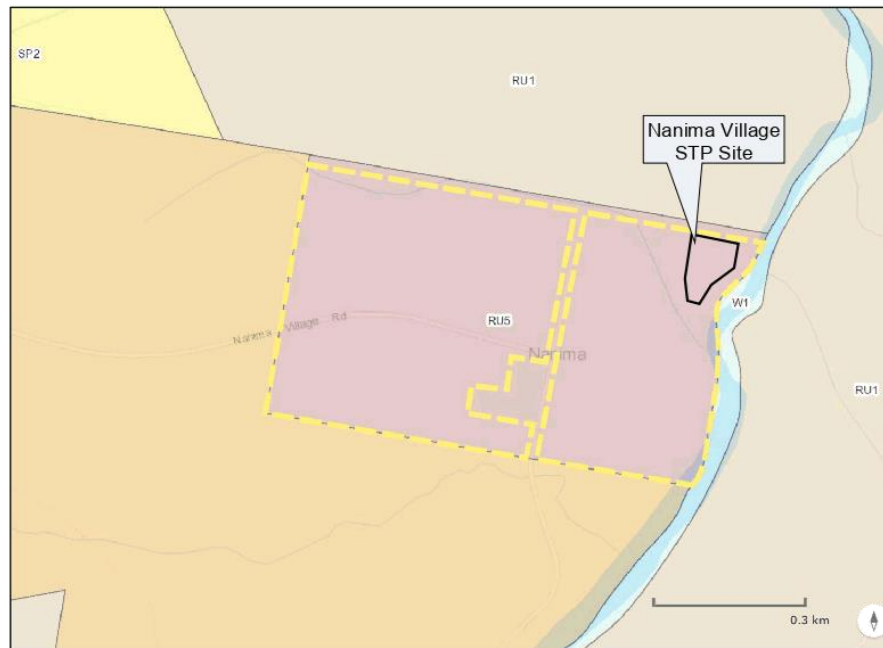 SP2
RU1
Nanima Village
STP Site
W1
Nanima Village Rd
RU5
Nanima
RU1
0.3 km